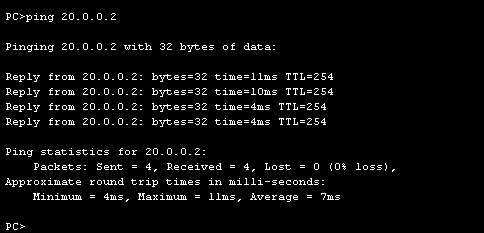 PC>ping 20.0.0.2
Pinging 20.0.0.2 with 32 bytes of data:
Reply from 20.0.0.2: bytes=32 time=11ms TTL=254
Reply from 20.0.0.2: bytes=32 time=10ms TTL=254
Reply from 20.0.0.2: bytes=32 time=4ms TTL=254
Reply from 20.0.0.2: bytes=32 time=4ms TTL=254
Ping statistics for 20.0.0.2:
    Packets: Sent = 4, Received = 4, Lost = 0 (0% loss),
Approximate round trip times in milli-seconds:
    Minimum = 4ms, Maximum = 11ms, Average = 7ms
PC>